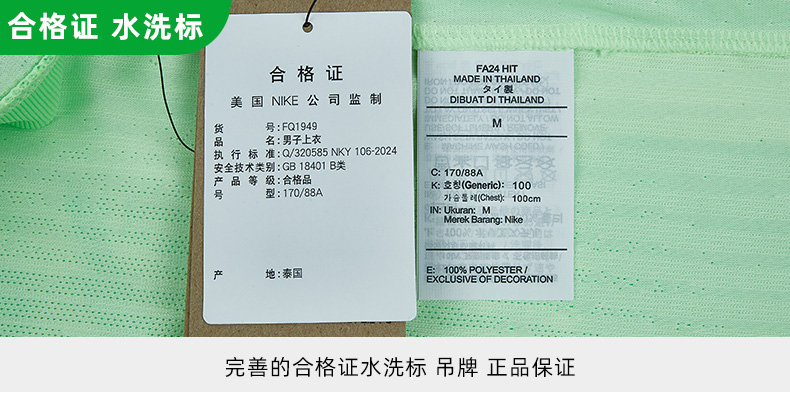 合格证 水洗标
合格证
美国 NIKE 公司监制
货号:FQ1949
品名:男子上衣
执行标准:Q/320585 NKY 106-2024
安全技术类别:GB 18401 B类
产品等级:合格品
号型:170/88A
产地:泰国
FA24 HIT
MADE IN THAILAND
タイ製
DIBUAT DI THAILAND
M
C: 170/88A
K: 호칭(Generic): 100
가슴둘레(Chest): 100cm
IN: Ukuran: M
Merek Barang: Nike
E: 100% POLYESTER /
EXCLUSIVE OF DECORATION
完善的合格证水洗标 吊牌 正品保证